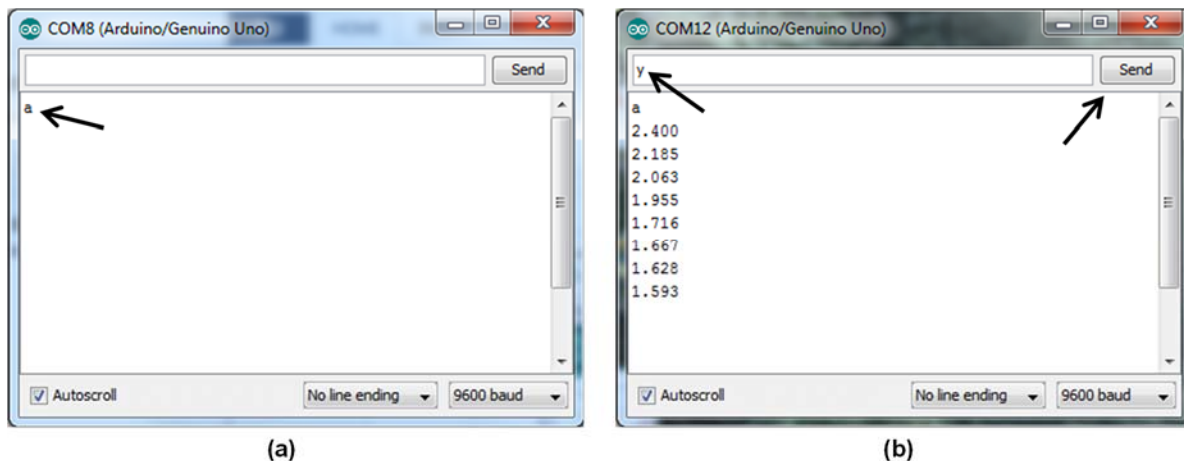 COM8 (Arduino/Genuino Uno)
Send
a
Autoscroll
No line ending
9600 baud
(a)
COM12 (Arduino/Genuino Uno)
y
Send
a
2.400
2.185
2.063
1.955
1.716
1.667
1.628
1.593
Autoscroll
No line ending
9600 baud
(b)